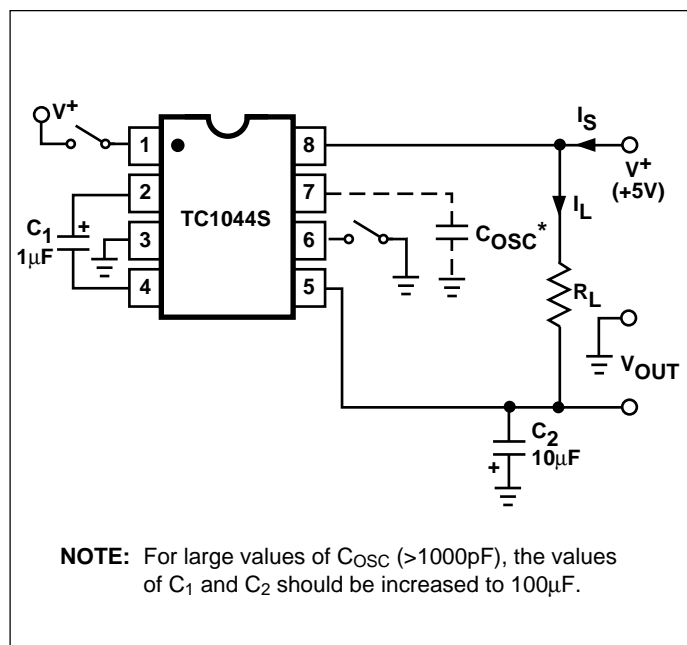 V+
1
2
3
4
TC1044S
8
7
6
5
C1
+
1µF
COSC*
IS
V+
(+5V)
IL
RL
VOUT
C2
10µF
+
NOTE: For large values of COSC (>1000pF), the values
of C1 and C2 should be increased to 100µF.